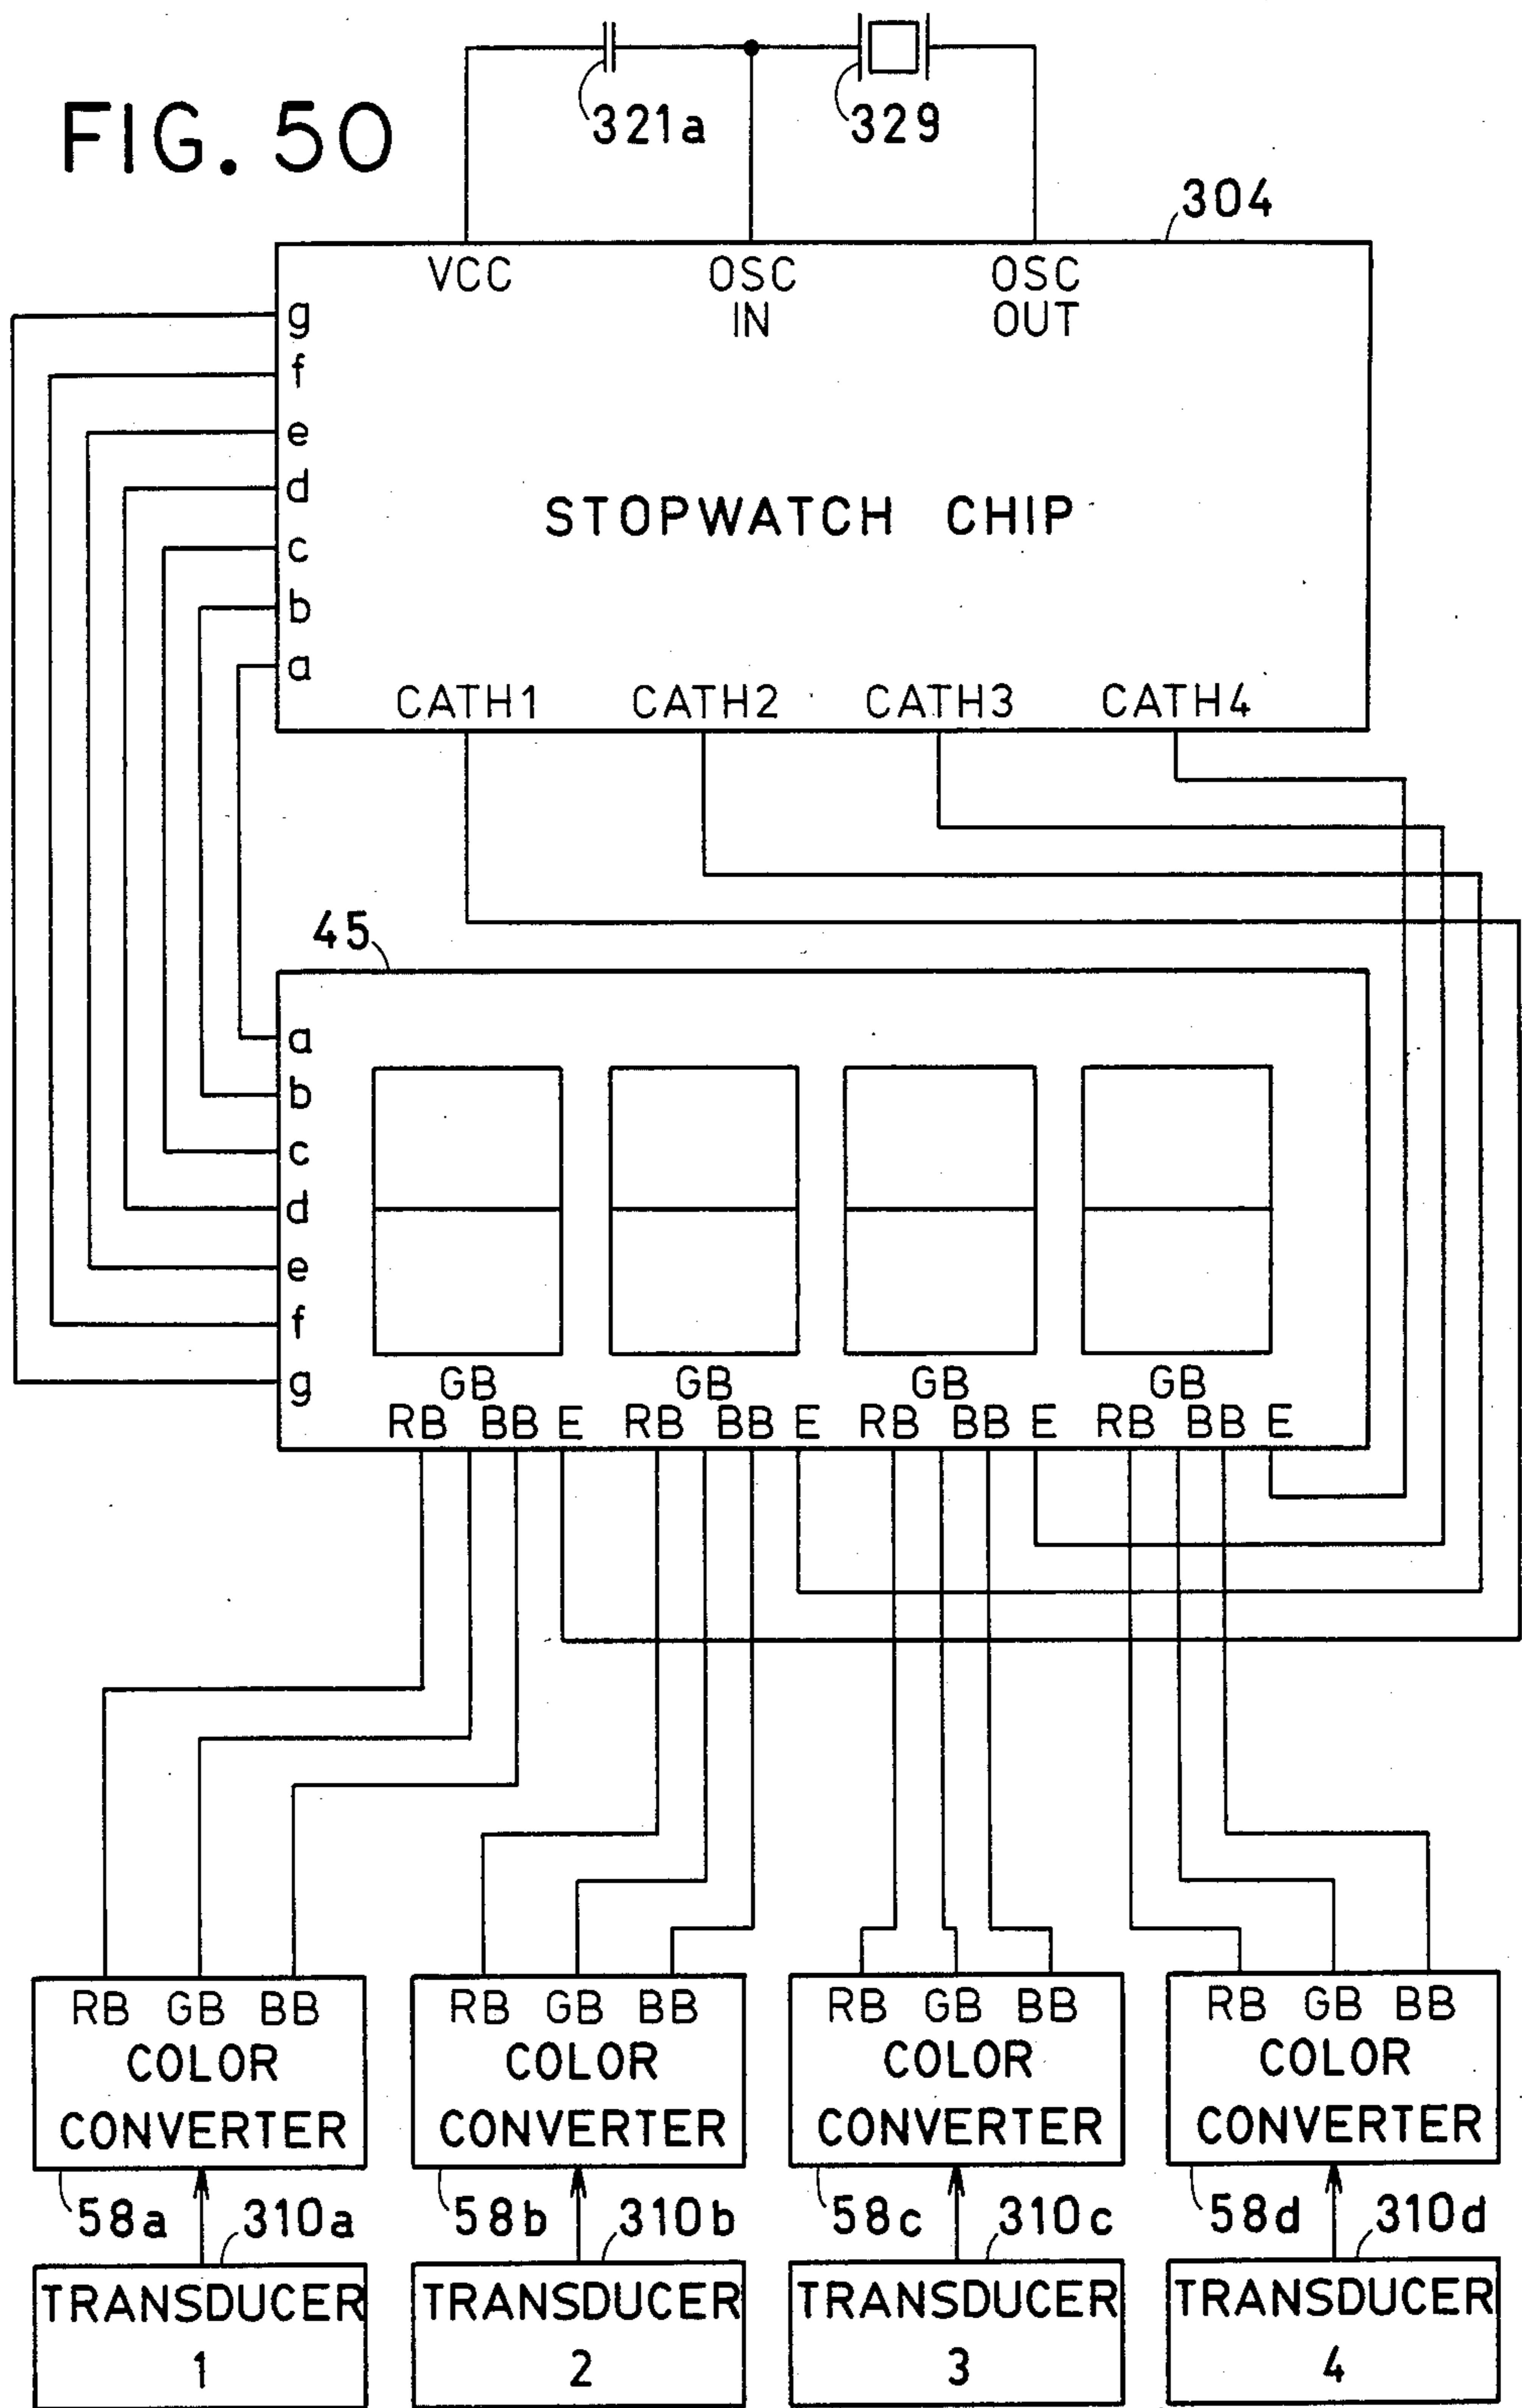 FIG. 50
321a
329
304
VCC OSC IN OSC OUT
g
f
e
d
c
b
a
STOPWATCH CHIP
CATH1 CATH2 CATH3 CATH4
45
a
b
c
d
e
f
g
GB GB GB GB
RB BB E RB BB E RB BB E RB BB E
RB GB BB
COLOR
CONVERTER
RB GB BB
COLOR
CONVERTER
RB GB BB
COLOR
CONVERTER
RB GB BB
COLOR
CONVERTER
58a 310a 58b 310b 58c 310c 58d 310d
TRANSDUCER
1
TRANSDUCER
2
TRANSDUCER
3
TRANSDUCER
4